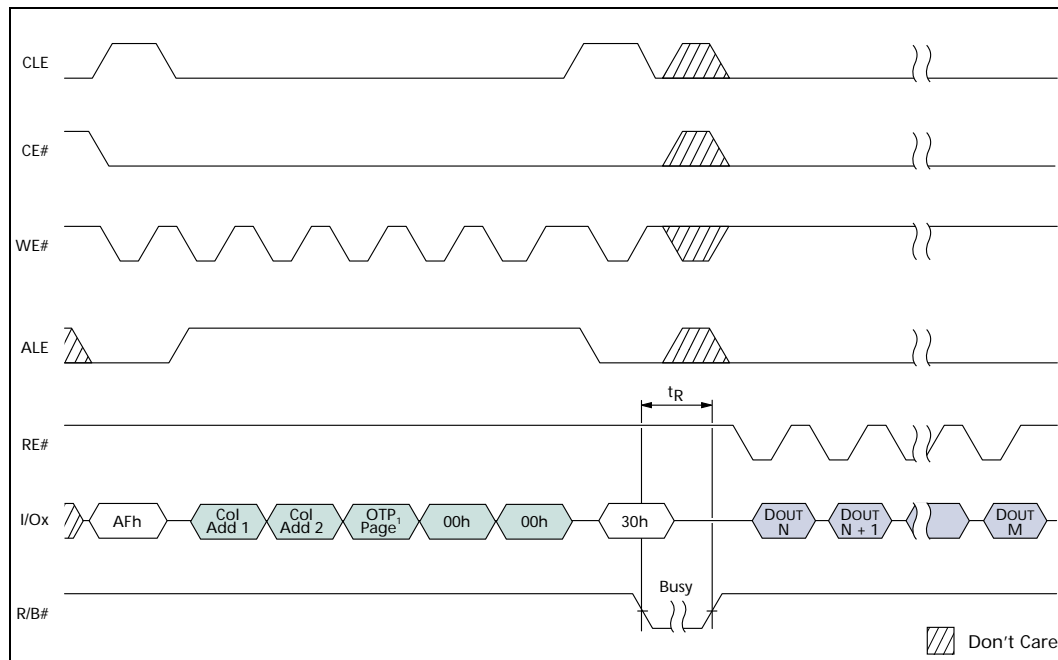 CLE
CE#
WE#
ALE
tR
RE#
I/Ox
AFh
Col
Add 1
Col
Add 2
OTP
Page1
00h
00h
30h
DOUT
N
DOUT
N + 1
DOUT
M
Busy
R/B#
Don't Care